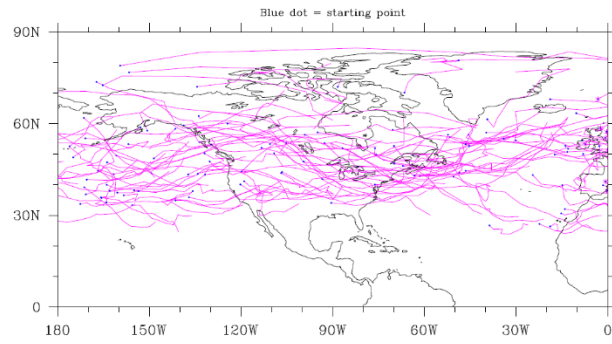 Blue dot = starting point
90N
60N
30N
0
180 150W 120W 90W 60W 30W 0